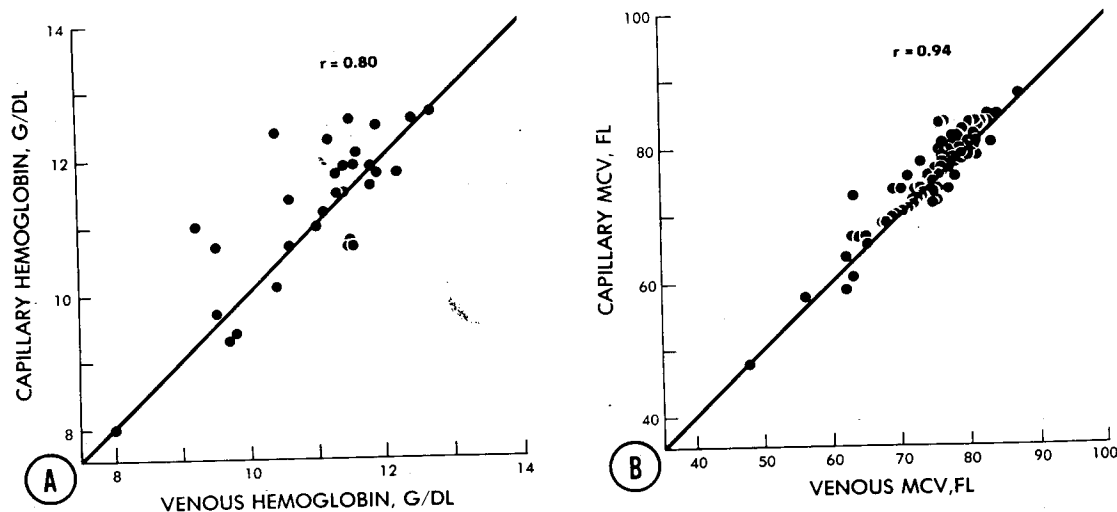 14
r = 0.80
12
10
8
CAPILLARY HEMOGLOBIN, G/DL
8
10
12
14
A
VENOUS HEMOGLOBIN, G/DL
100
r = 0.94
80
60
40
CAPILLARY MCV, FL
40
50
60
70
80
90
100
B
VENOUS MCV,FL